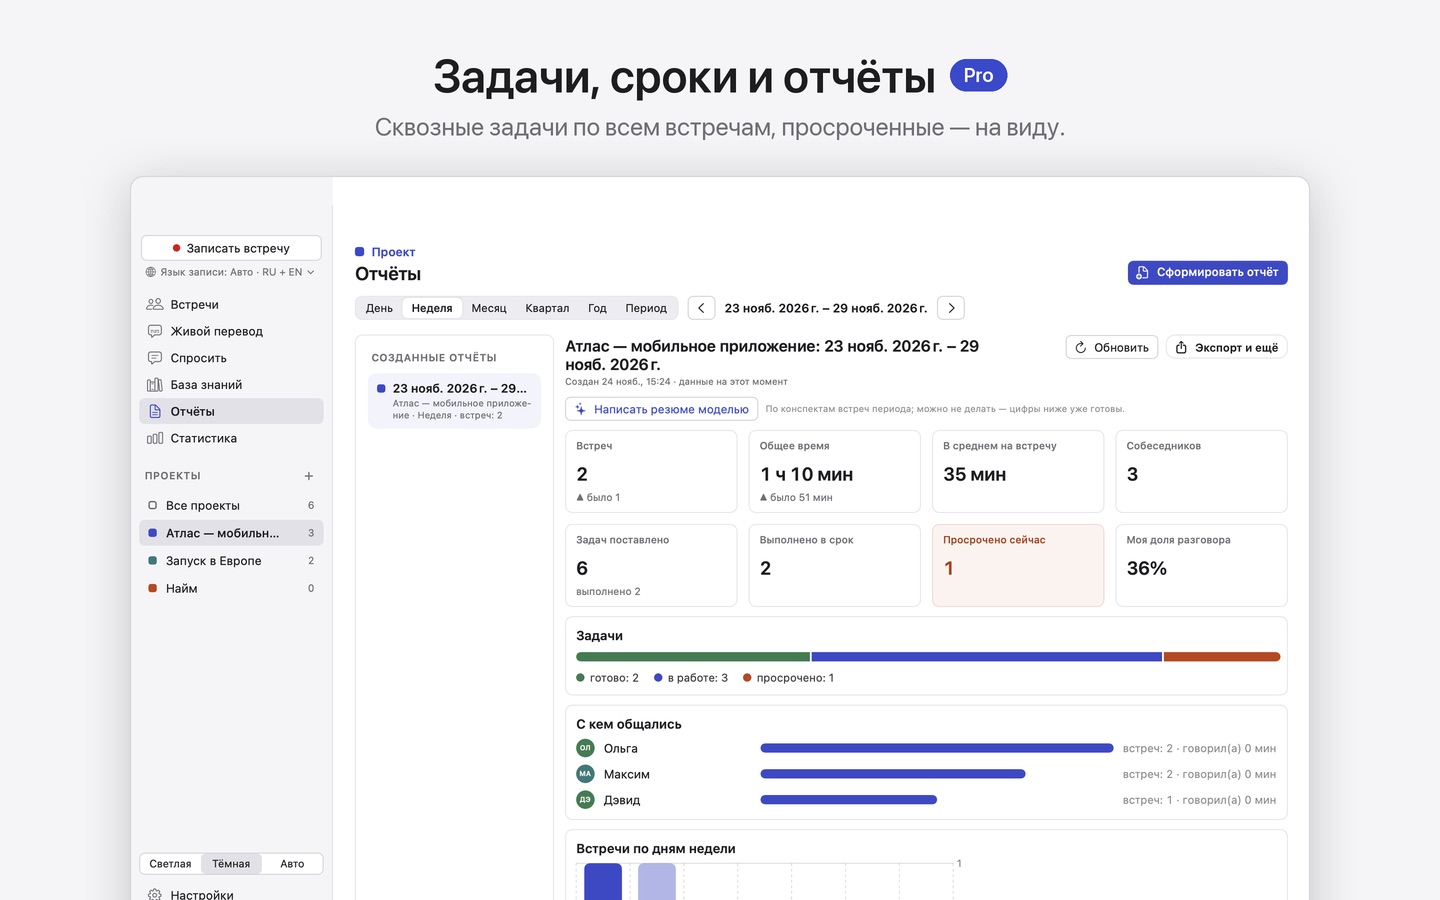 Задачи, сроки и отчёты Pro
Сквозные задачи по всем встречам, просроченные — на виду.
Записать встречу
Язык записи: Авто · RU + EN
Встречи
Живой перевод
Спросить
База знаний
Отчёты
Статистика
ПРОЕКТЫ +
Все проекты 6
Атлас — мобильн... 3
Запуск в Европе 2
Найм 0
Светлая Тёмная Авто
Настройки
Проект
Отчёты
Сформировать отчёт
День Неделя Месяц Квартал Год Период
23 нояб. 2026 г. – 29 нояб. 2026 г.
СОЗДАННЫЕ ОТЧЁТЫ
23 нояб. 2026 г. – 29...
Атлас — мобильное приложе-
ние · Неделя · встреч: 2
Атлас — мобильное приложение: 23 нояб. 2026 г. – 29
нояб. 2026 г.
Создан 24 нояб., 15:24 · данные на этот момент
Обновить
Экспорт и ещё
Написать резюме моделью
По конспектам встреч периода; можно не делать — цифры ниже уже готовы.
Встреч
2
▲ было 1
Общее время
1 ч 10 мин
▲ было 51 мин
В среднем на встречу
35 мин
Собеседников
3
Задач поставлено
6
выполнено 2
Выполнено в срок
2
Просрочено сейчас
1
Моя доля разговора
36%
Задачи
готово: 2 в работе: 3 просрочено: 1
С кем общались
ОЛ Ольга встреч: 2 · говорил(а) 0 мин
МА Максим встреч: 2 · говорил(а) 0 мин
ДЭ Дэвид встреч: 1 · говорил(а) 0 мин
Встречи по дням недели
1